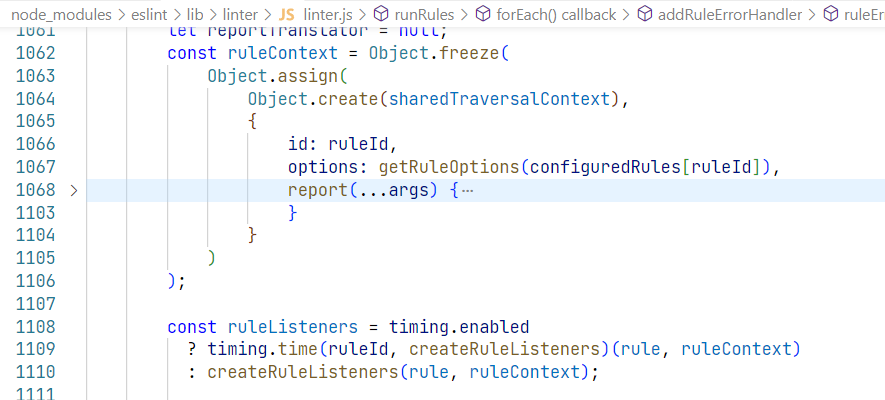 node_modules > eslint > lib > linter > JS linter.js > runRules > forEach() callback > addRuleErrorHandler > ruleErr
1061 let reportTranslator = null;
1062 const ruleContext = Object.freeze(
1063 Object.assign(
1064 Object.create(sharedTraversalContext),
1065 {
1066 id: ruleId,
1067 options: getRuleOptions(configuredRules[ruleId]),
1068 > report(...args) {⋯
1103 }
1104 }
1105 )
1106 );
1107
1108 const ruleListeners = timing.enabled
1109 ? timing.time(ruleId, createRuleListeners)(rule, ruleContext)
1110 : createRuleListeners(rule, ruleContext);
1111